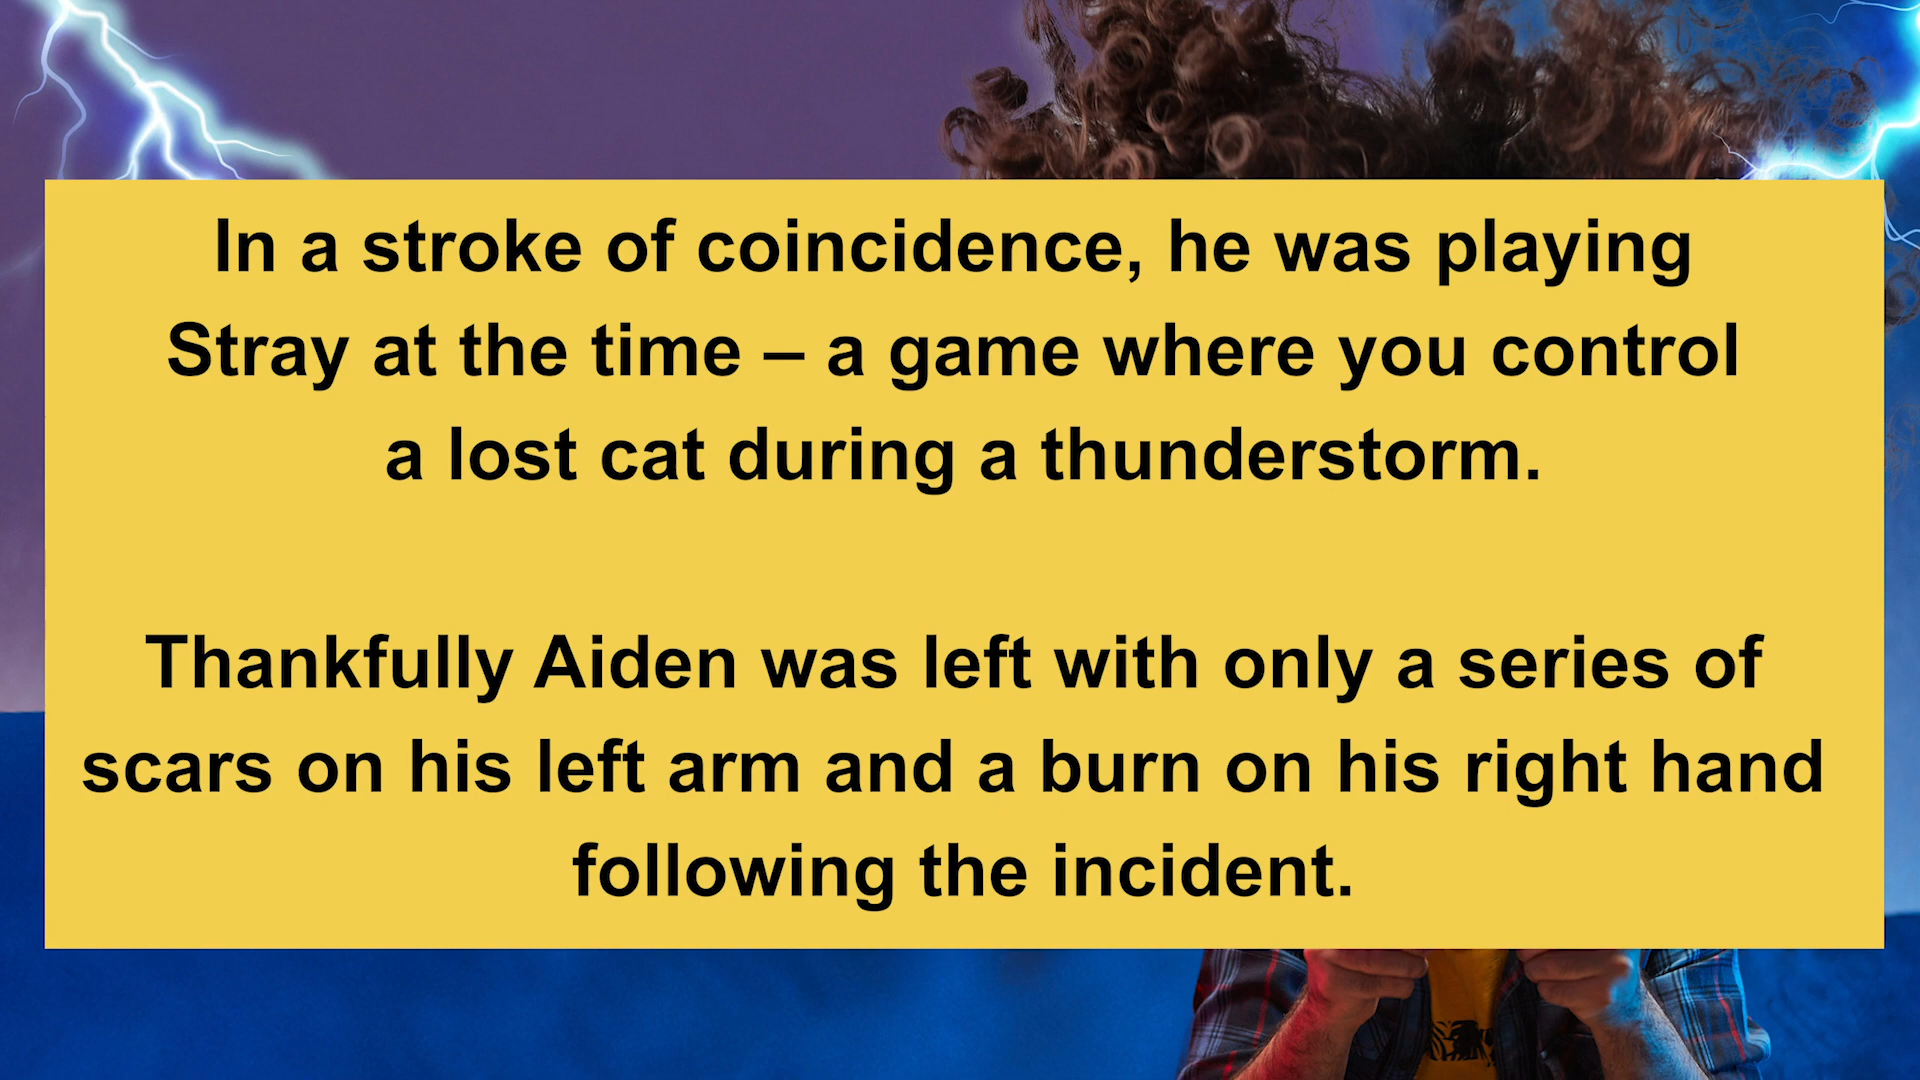 In a stroke of coincidence, he was playing
Stray at the time – a game where you control
a lost cat during a thunderstorm.
Thankfully Aiden was left with only a series of
scars on his left arm and a burn on his right hand
following the incident.